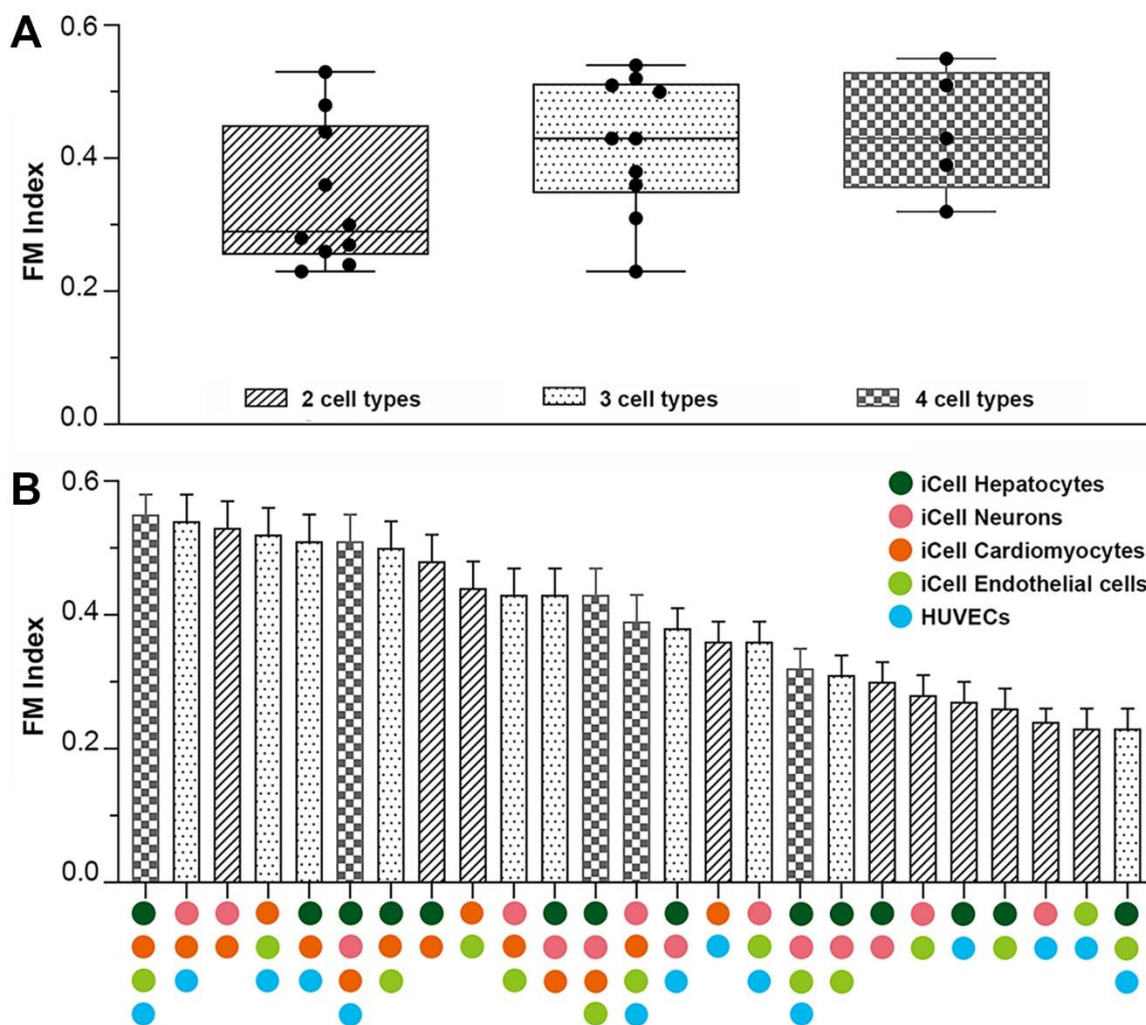 A
0.6
0.4
0.2
0.0
FM Index
2 cell types
3 cell types
4 cell types
B
0.6
0.4
0.2
0.0
FM Index
iCell Hepatocytes
iCell Neurons
iCell Cardiomyocytes
iCell Endothelial cells
HUVECs